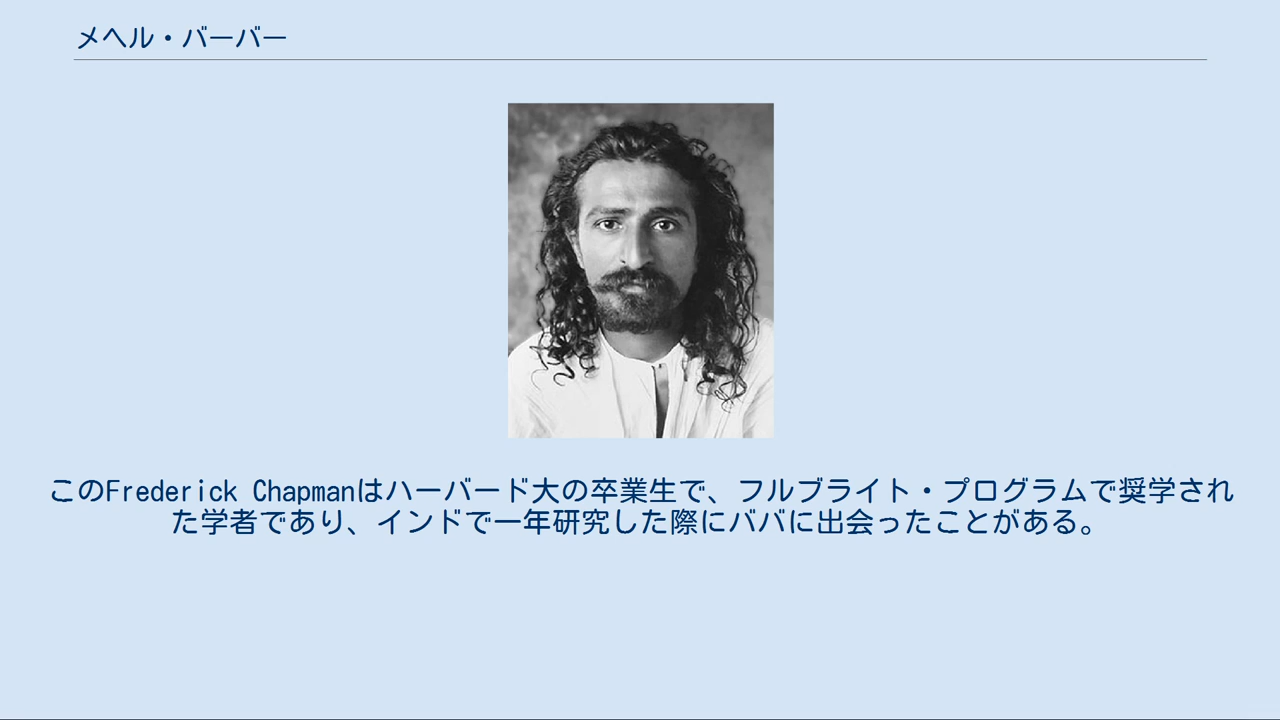 メヘル・バーバー
このFrederick Chapmanはハーバード大の卒業生で、フルブライト・プログラムで奨学され
た学者であり、インドで一年研究した際にババに出会ったことがある。